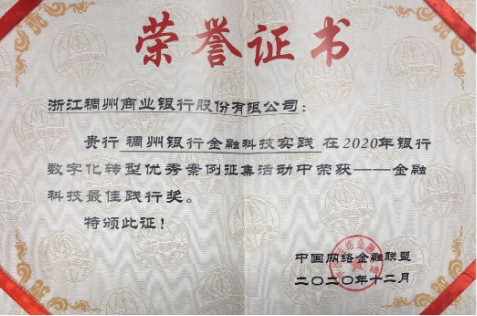 荣誉证书
浙江稠州商业银行股份有限公司：
贵行 稠州银行金融科技实践 在2020年银行
数字化转型优秀案例征集活动中荣获——金融
科技最佳践行奖。
特颁此证！
中国网络金融联盟
二〇二〇年十二月